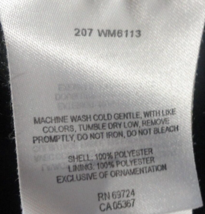 207 WM6113
MACHINE WASH COLD GENTLE, WITH LIKE
COLORS, TUMBLE DRY LOW, REMOVE
PROMPTLY, DO NOT IRON, DO NOT BLEACH
SHELL: 100% POLYESTER
LINING: 100% POLYESTER
EXCLUSIVE OF ORNAMENTATION
RN 69724
CA 05367